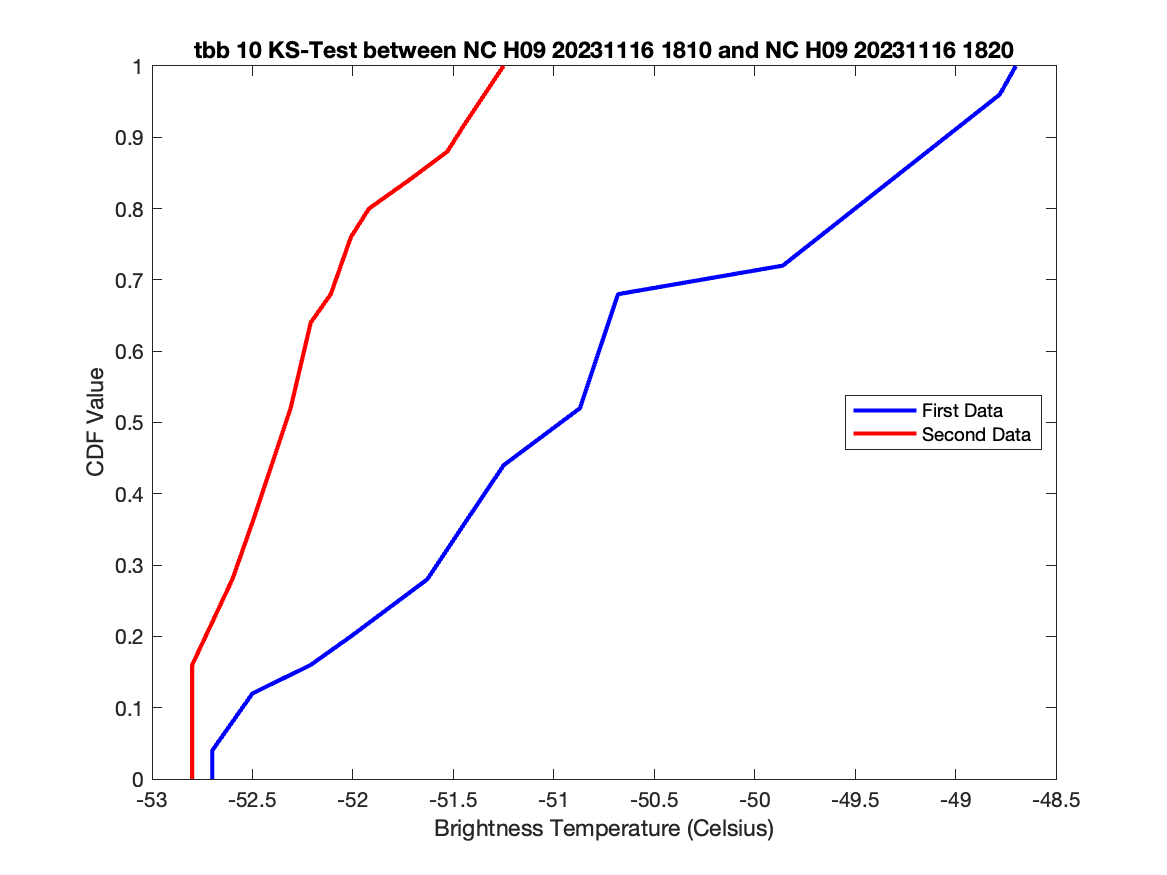 tbb 10 KS-Test between NC H09 20231116 1810 and NC H09 20231116 1820
1
0.9
0.8
0.7
0.6
0.5
0.4
0.3
0.2
0.1
0
CDF Value
First Data
Second Data
-53 -52.5 -52 -51.5 -51 -50.5 -50 -49.5 -49 -48.5
Brightness Temperature (Celsius)